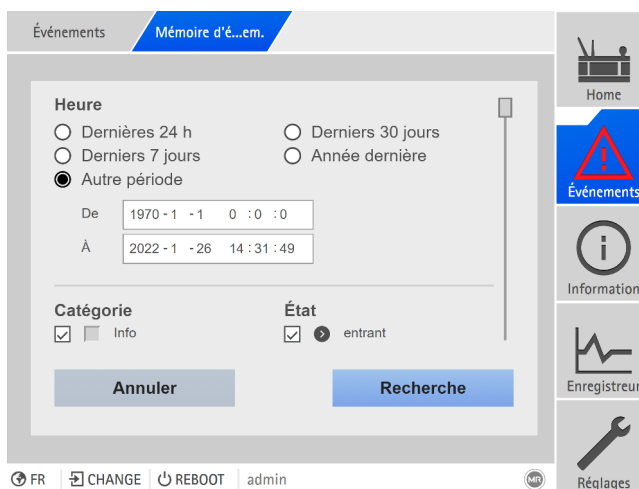 Événements
Mémoire d'é...em.
Heure
Dernières 24 h
Derniers 30 jours
Derniers 7 jours
Année dernière
Autre période
De
1970 - 1 - 1 0 : 0 : 0
À
2022 - 1 - 26 14 : 31 : 49
Catégorie
État
Info
entrant
Annuler
Recherche
Home
Événements
Information
Enregistreur
Réglages
FR
CHANGE
REBOOT
admin
MR